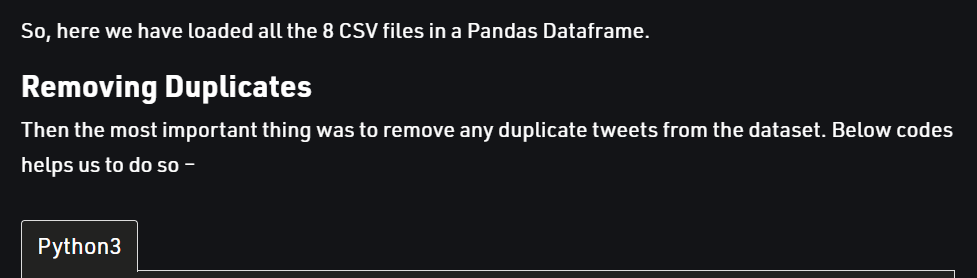 So, here we have loaded all the 8 CSV files in a Pandas Dataframe.
Removing Duplicates
Then the most important thing was to remove any duplicate tweets from the dataset. Below codes
helps us to do so –
Python3